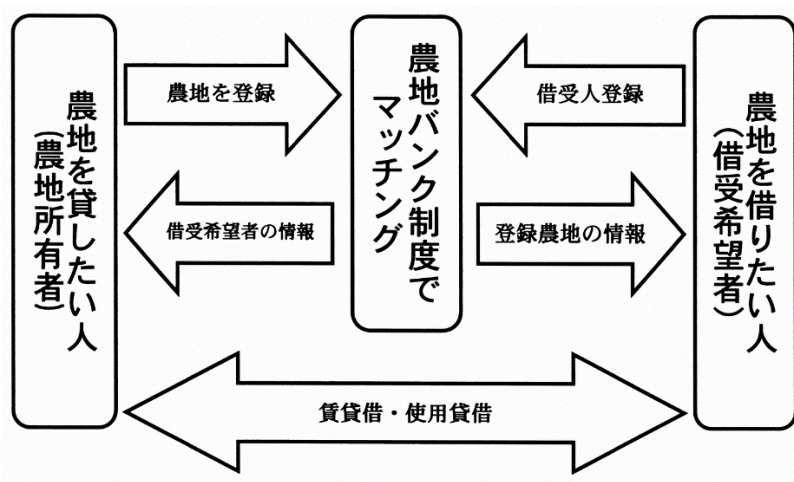 農地を貸したい人
（農地所有者）
農地を登録
借受希望者の情報
農地バンク制度で
マッチング
借受人登録
登録農地の情報
農地を借りたい人
（借受希望者）
賃貸借・使用貸借